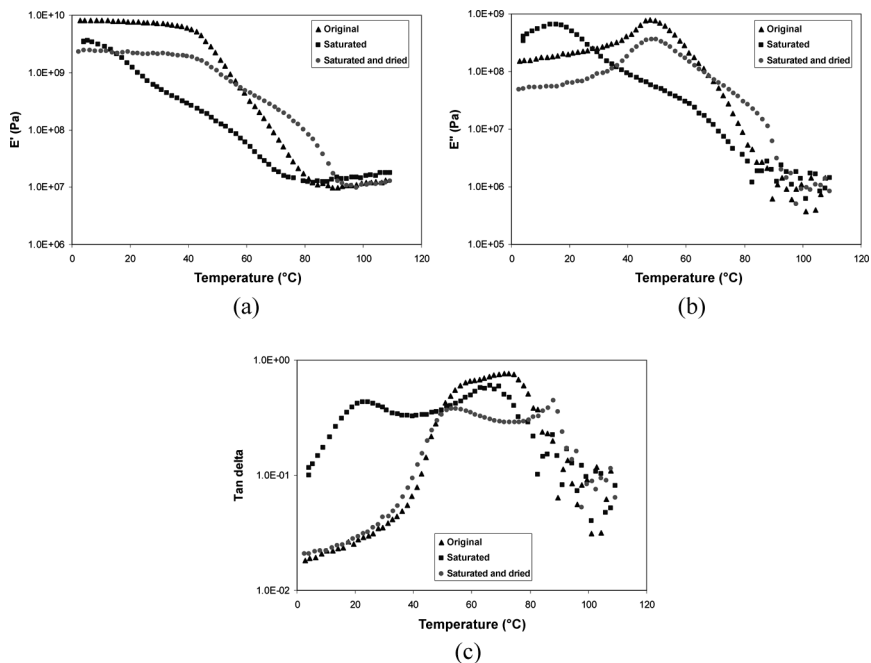 1.0E+10
1.0E+09
1.0E+08
1.0E+07
1.0E+06
E' (Pa)
Original
Saturated
Saturated and dried
0 20 40 60 80 100 120
Temperature (°C)
(a)
1.0E+09
1.0E+08
1.0E+07
1.0E+06
1.0E+05
E" (Pa)
Original
Saturated
Saturated and dried
0 20 40 60 80 100 120
Temperature (°C)
(b)
1.0E+00
1.0E-01
1.0E-02
Tan delta
Original
Saturated
Saturated and dried
0 20 40 60 80 100 120
Temperature (°C)
(c)